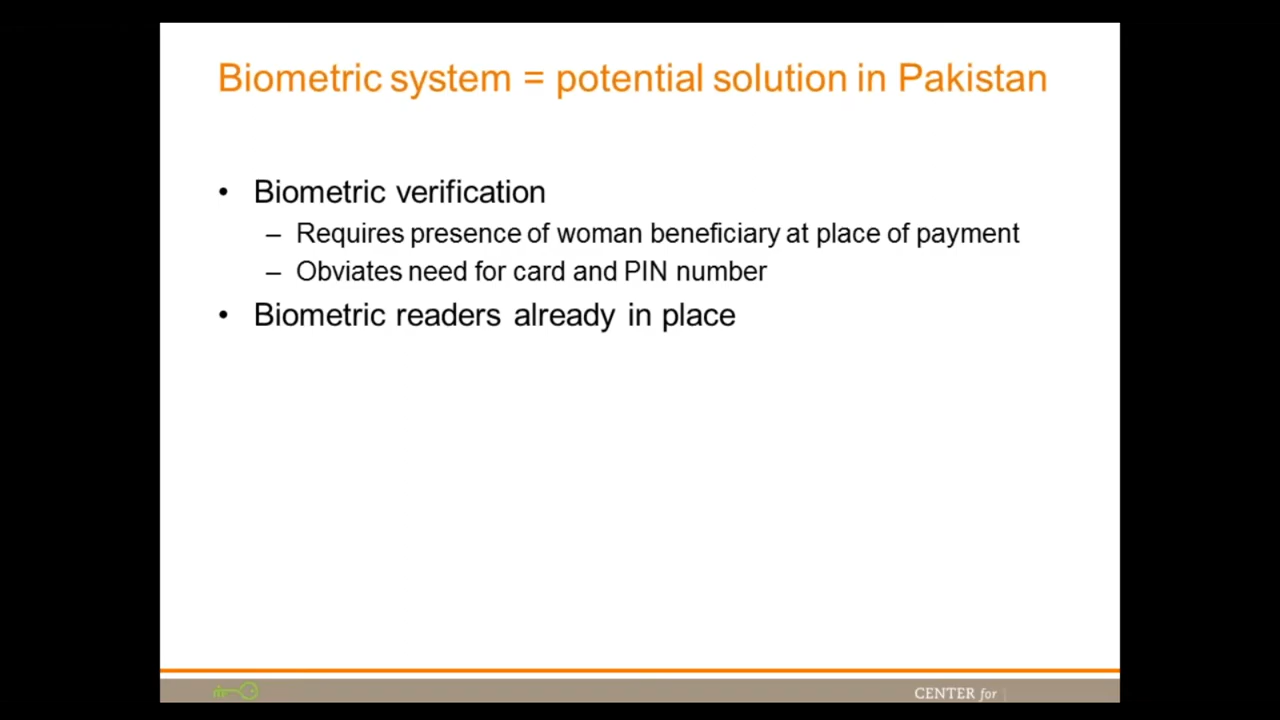 Biometric system = potential solution in Pakistan
• Biometric verification
– Requires presence of woman beneficiary at place of payment
– Obviates need for card and PIN number
• Biometric readers already in place
CENTER for